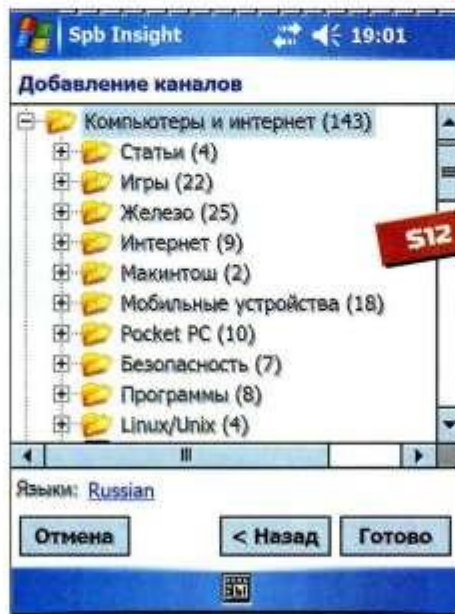 Spb Insight 19:01
Добавление каналов
Компьютеры и интернет (143)
Статьи (4)
Игры (22)
Железо (25)
Интернет (9)
S12
Макинтош (2)
Мобильные устройства (18)
Pocket PC (10)
Безопасность (7)
Программы (8)
Linux/Unix (4)
Языки: Russian
Отмена < Назад Готово